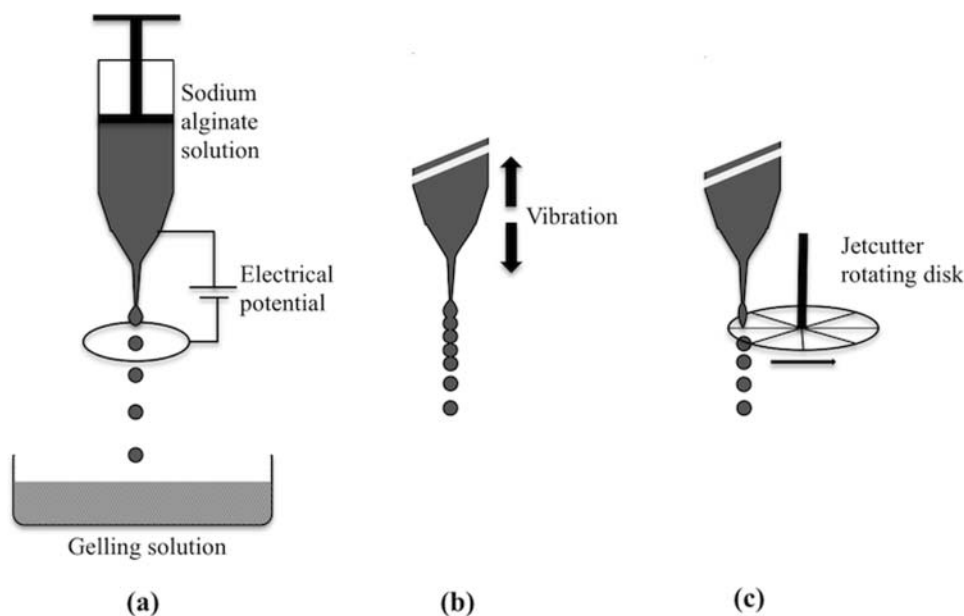 Sodium
alginate
solution
Electrical
potential
Gelling solution
(a)
Vibration
(b)
Jetcutter
rotating disk
(c)